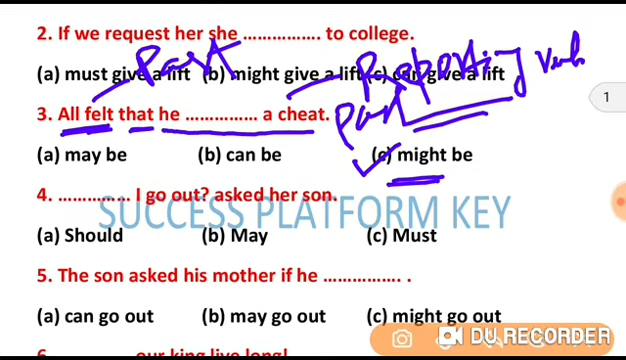 2. If we request her she ............... to college.
(a) must give a lift (b) might give a lift (c) can give a lift
Past Reporting Verb
3. All felt that he .............. a cheat.
Past
(a) may be (b) can be (c) might be
4. .............. I go out? asked her son.
SUCCESS PLATFORM KEY
(a) Should (b) May (c) Must
5. The son asked his mother if he ................ .
(a) can go out (b) may go out (c) might go out
DU RECORDER
6. our king live long!
1